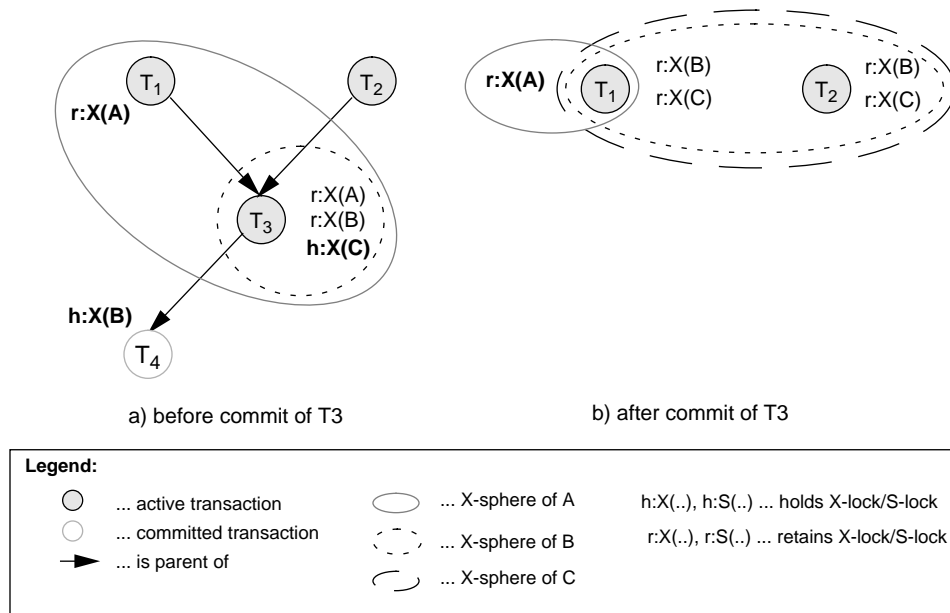 T1
T2
r:X(A)
T3
r:X(A)
r:X(B)
h:X(C)
h:X(B)
T4
a) before commit of T3
r:X(A)
T1
r:X(B)
r:X(C)
T2
r:X(B)
r:X(C)
b) after commit of T3
Legend:
... active transaction
... committed transaction
... is parent of
... X-sphere of A
... X-sphere of B
... X-sphere of C
h:X(..), h:S(..) ... holds X-lock/S-lock
r:X(..), r:S(..) ... retains X-lock/S-lock